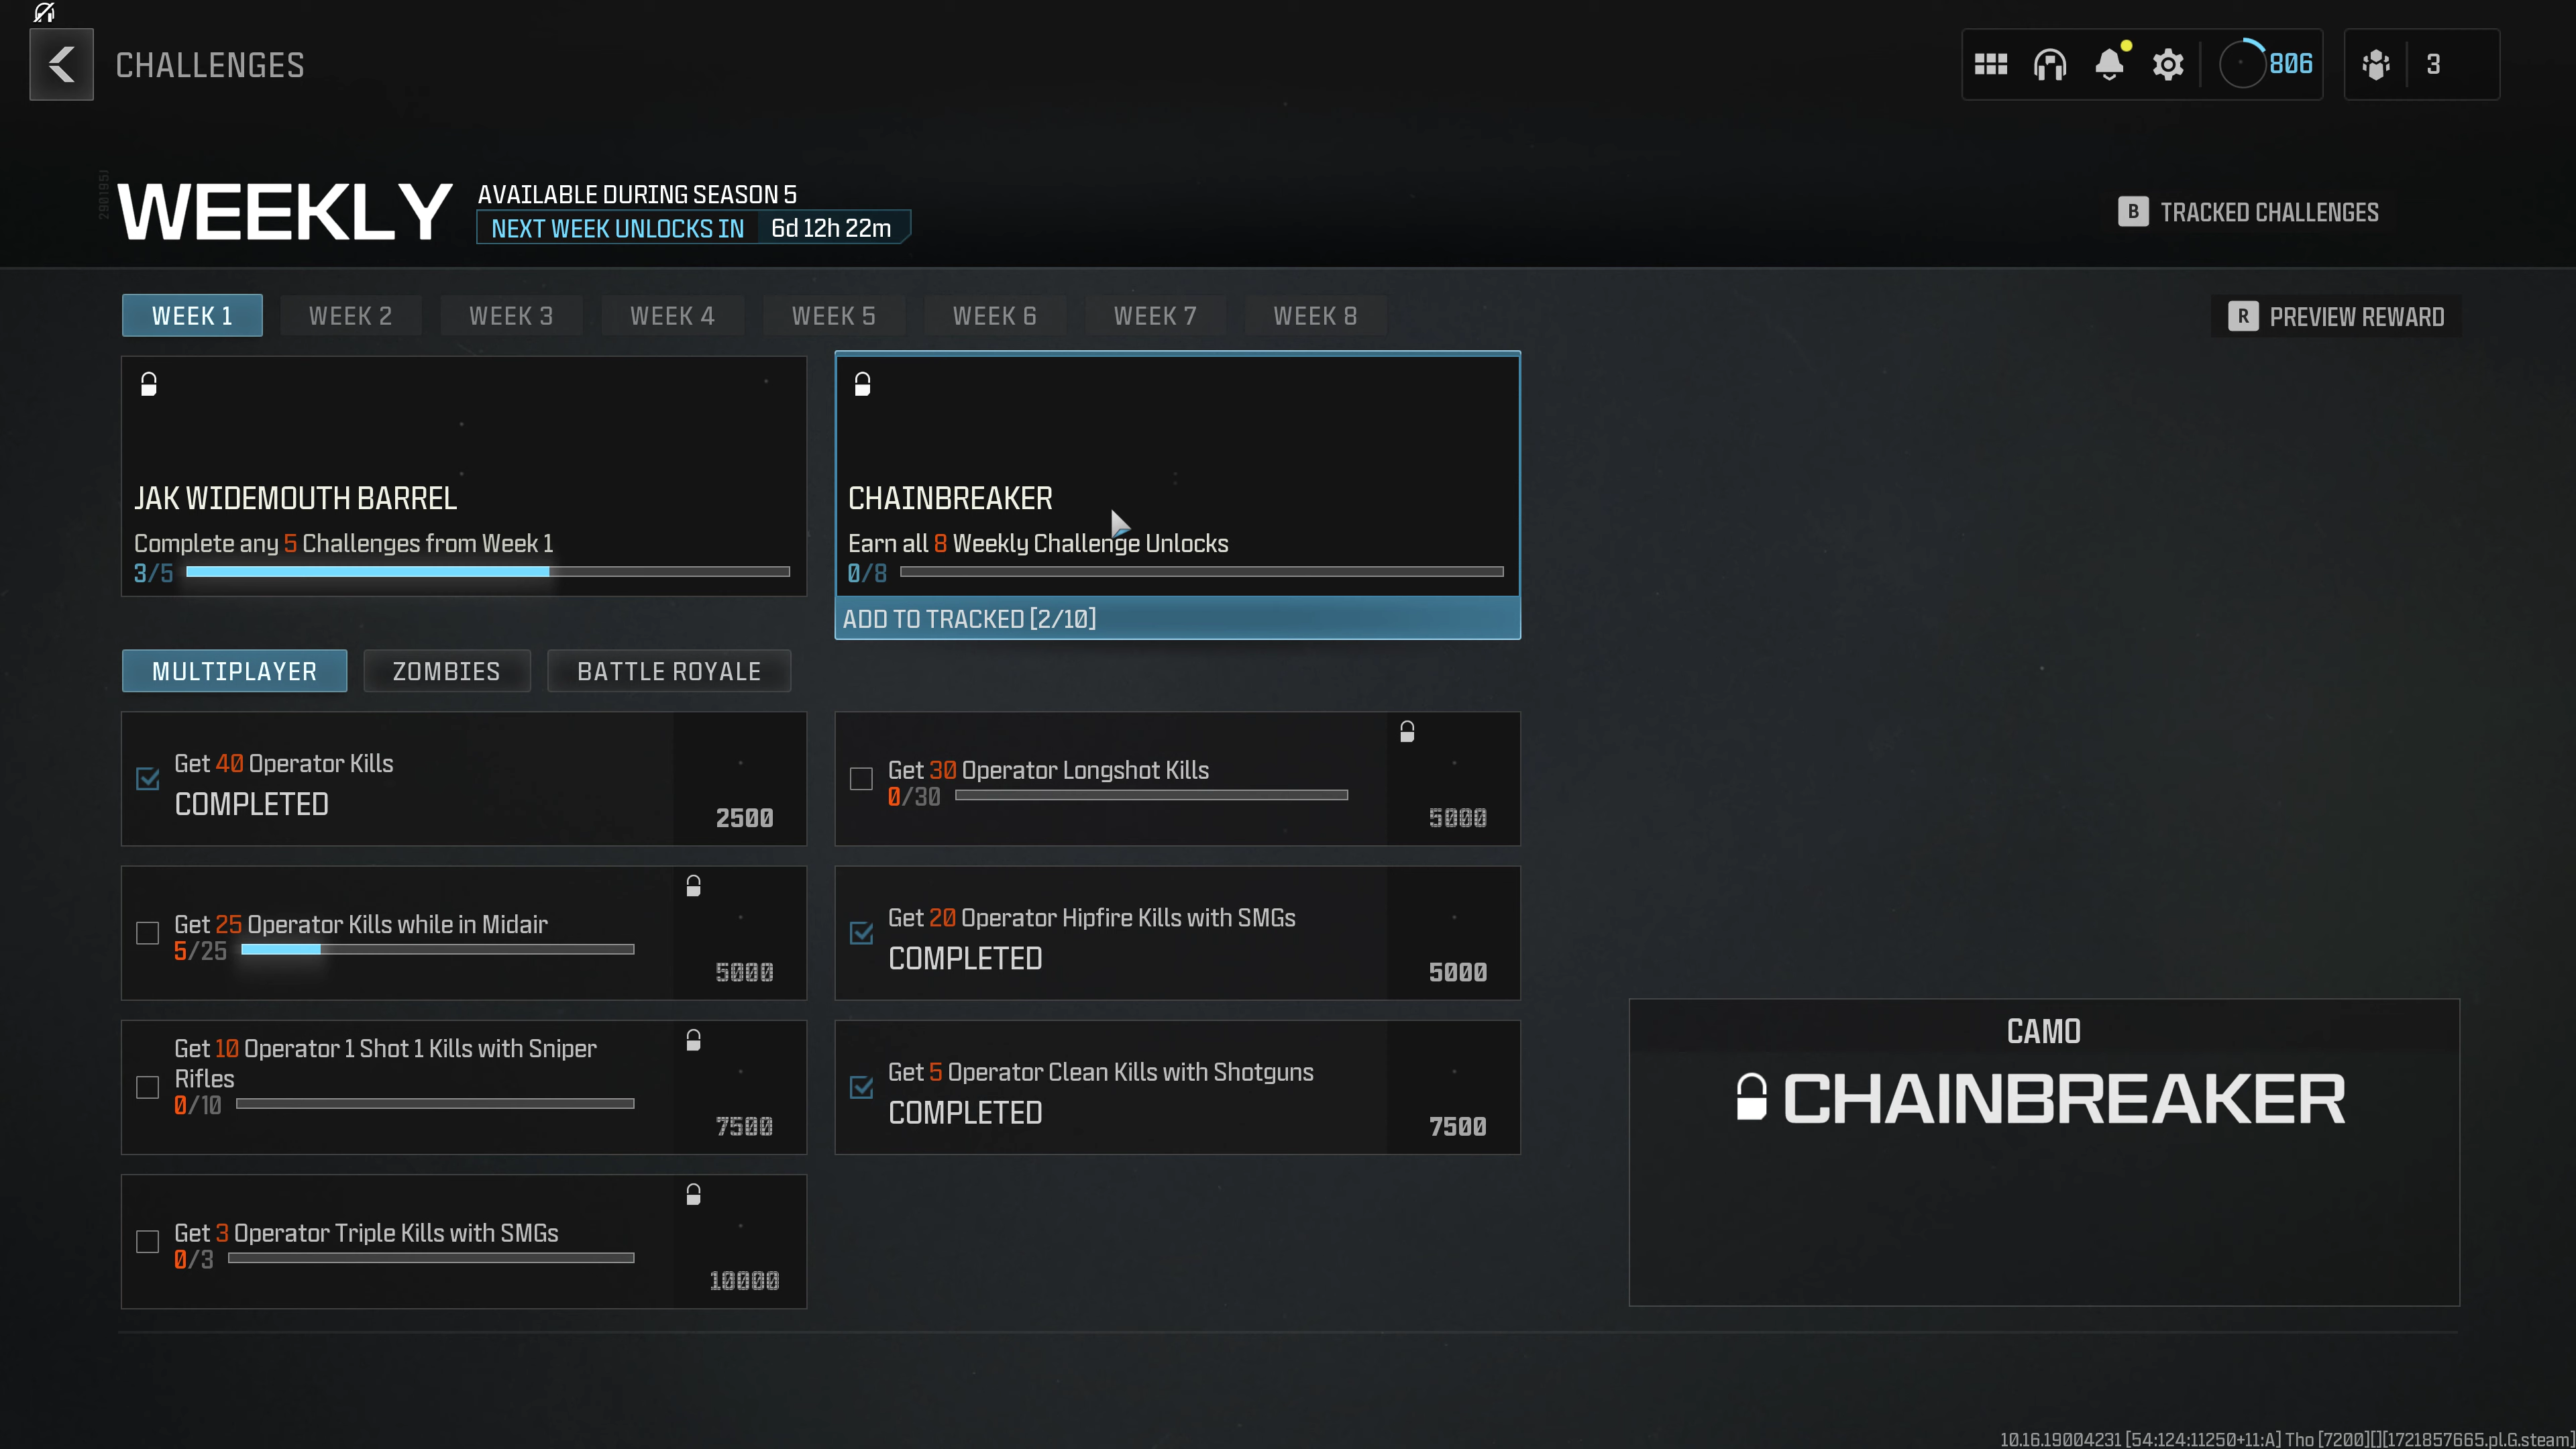 CHALLENGES
806
3
290195)
WEEKLY
AVAILABLE DURING SEASON 5
NEXT WEEK UNLOCKS IN 6d 12h 22m
B TRACKED CHALLENGES
WEEK 1 WEEK 2 WEEK 3 WEEK 4 WEEK 5 WEEK 6 WEEK 7 WEEK 8
R PREVIEW REWARD
JAK WIDEMOUTH BARREL
Complete any 5 Challenges from Week 1
3/5
CHAINBREAKER
Earn all 8 Weekly Challenge Unlocks
0/8
ADD TO TRACKED [2/10]
MULTIPLAYER ZOMBIES BATTLE ROYALE
Get 40 Operator Kills
COMPLETED
2500
Get 30 Operator Longshot Kills
0/30
5000
Get 25 Operator Kills while in Midair
5/25
5000
Get 20 Operator Hipfire Kills with SMGs
COMPLETED
5000
Get 10 Operator 1 Shot 1 Kills with Sniper
Rifles
0/10
7500
Get 5 Operator Clean Kills with Shotguns
COMPLETED
7500
Get 3 Operator Triple Kills with SMGs
0/3
10000
CAMO
CHAINBREAKER
10.16.19004231 [54:124:11250+11:A] Tho [7200][][1721857665.pl.G.steam]